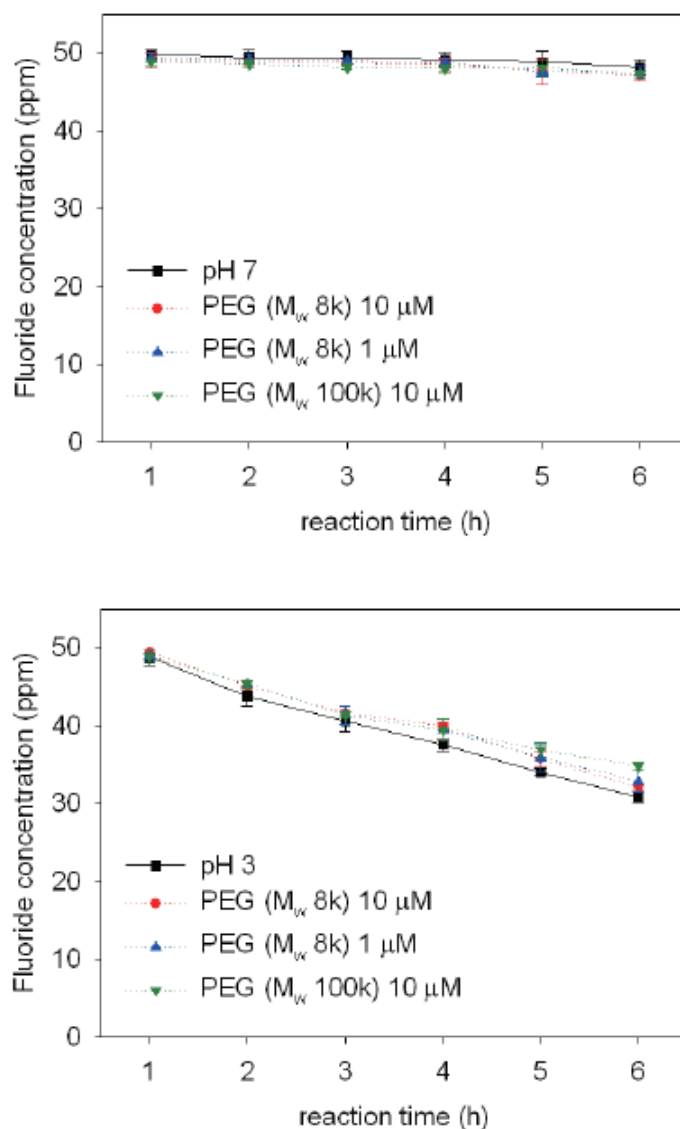 Fluoride concentration (ppm)
50
40
30
20
10
0
pH 7
PEG (Mw 8k) 10 μM
PEG (Mw 8k) 1 μM
PEG (Mw 100k) 10 μM
1 2 3 4 5 6
reaction time (h)
Fluoride concentration (ppm)
50
40
30
20
10
0
pH 3
PEG (Mw 8k) 10 μM
PEG (Mw 8k) 1 μM
PEG (Mw 100k) 10 μM
1 2 3 4 5 6
reaction time (h)